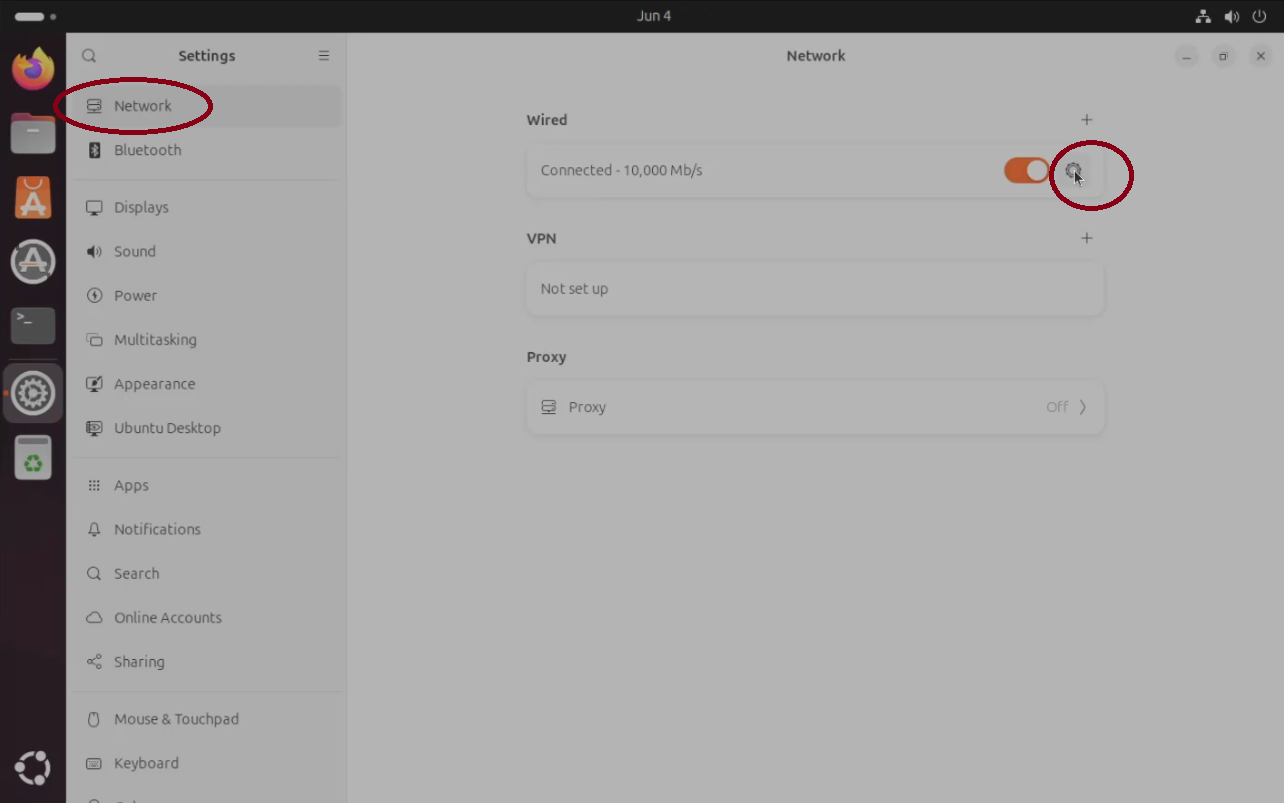 Jun 4
Settings
Network
Bluetooth
Displays
Sound
Power
Multitasking
Appearance
Ubuntu Desktop
Apps
Notifications
Search
Online Accounts
Sharing
Mouse & Touchpad
Keyboard
Network
Wired
Connected - 10,000 Mb/s
VPN
Not set up
Proxy
Proxy
Off